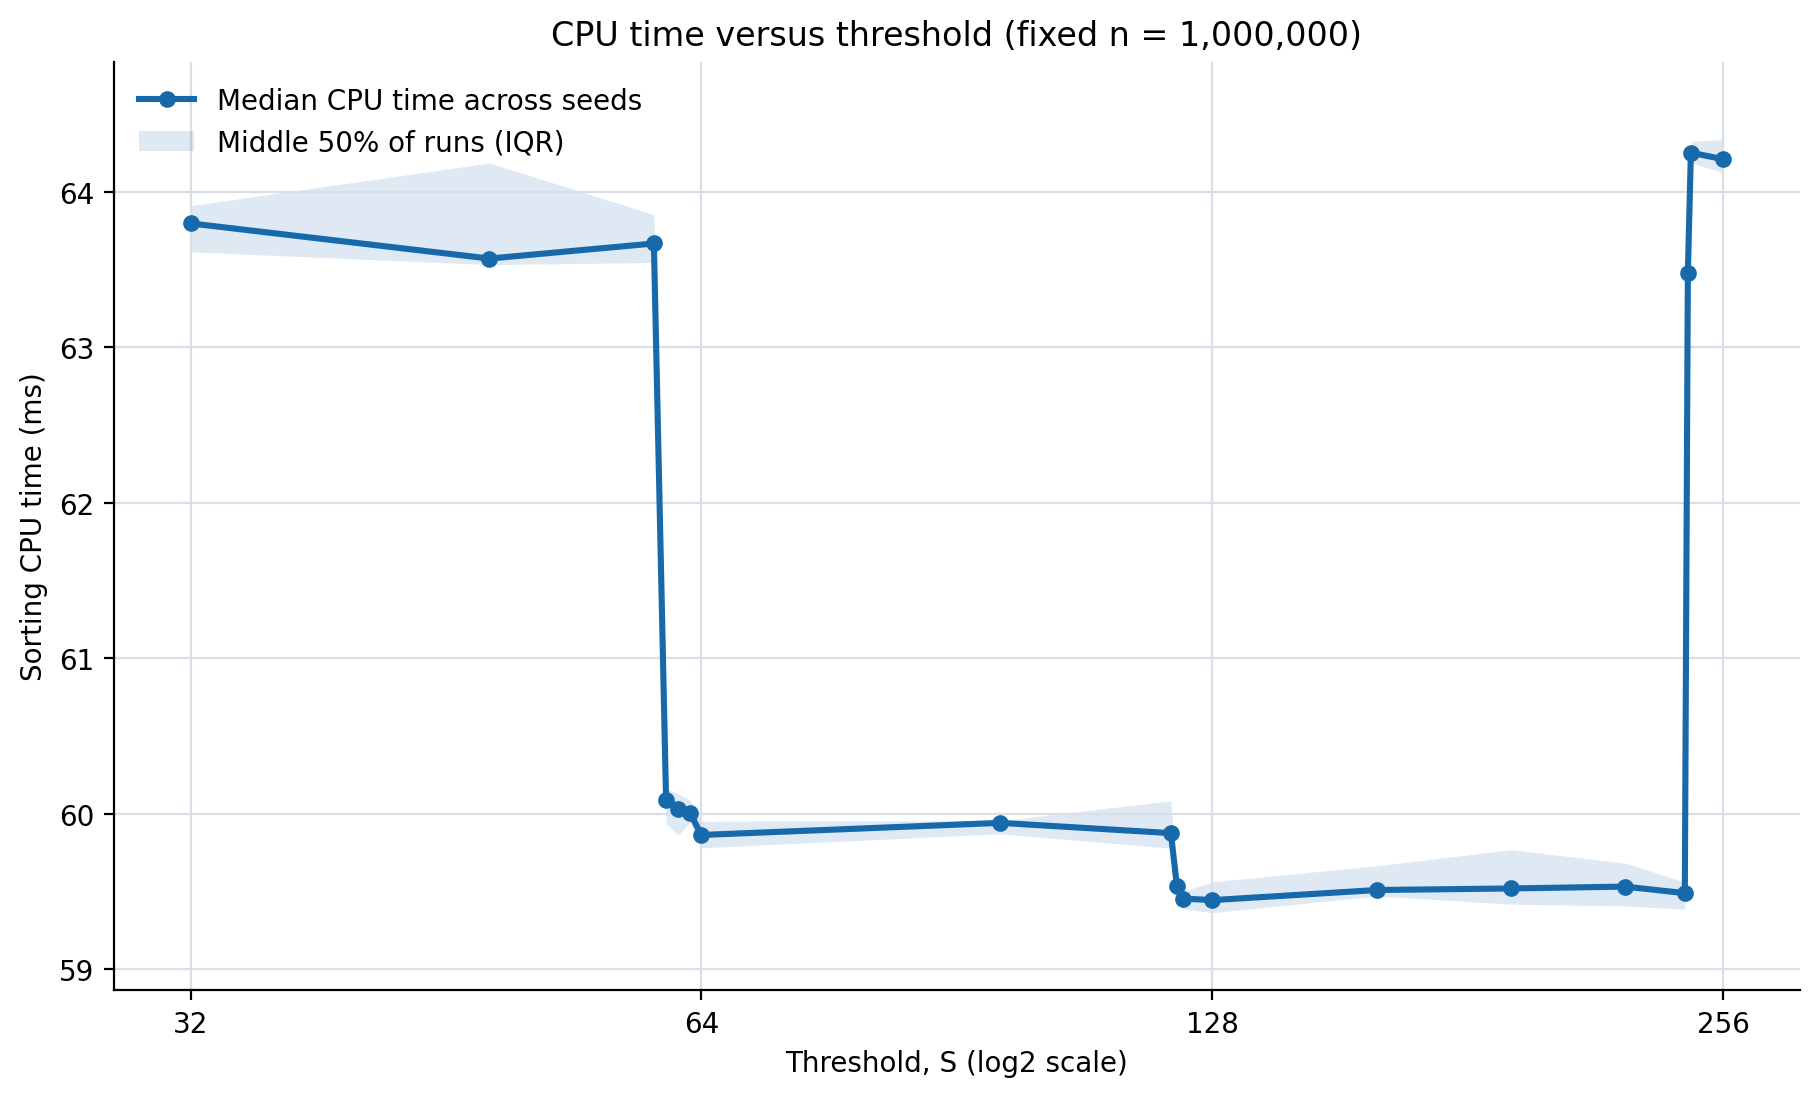 CPU time versus threshold (fixed n = 1,000,000)
Median CPU time across seeds
Middle 50% of runs (IQR)
Sorting CPU time (ms)
64
63
62
61
60
59
32
64
128
256
Threshold, S (log2 scale)